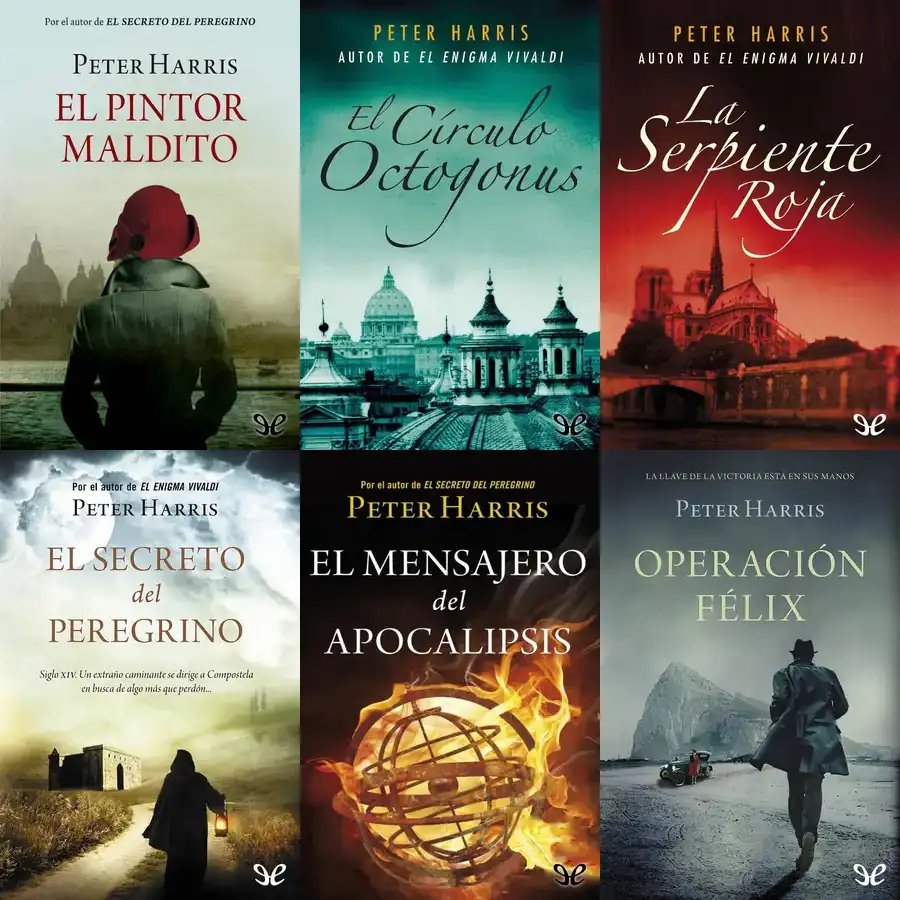 Por el autor de EL SECRETO DEL PEREGRINO
PETER HARRIS
EL PINTOR
MALDITO
PETER HARRIS
AUTOR DE EL ENIGMA VIVALDI
El Círculo
Octogonus
PETER HARRIS
AUTOR DE EL ENIGMA VIVALDI
La
Serpiente
Roja
Por el autor de EL ENIGMA VIVALDI
PETER HARRIS
EL SECRETO
del
PEREGRINO
Siglo XIV. Un extraño caminante se dirige a Compostela
en busca de algo más que perdón...
Por el autor de EL SECRETO DEL PEREGRINO
PETER HARRIS
EL MENSAJERO
del
APOCALIPSIS
LA LLAVE DE LA VICTORIA ESTA EN SUS MANOS
PETER HARRIS
OPERACIÓN
FÉLIX